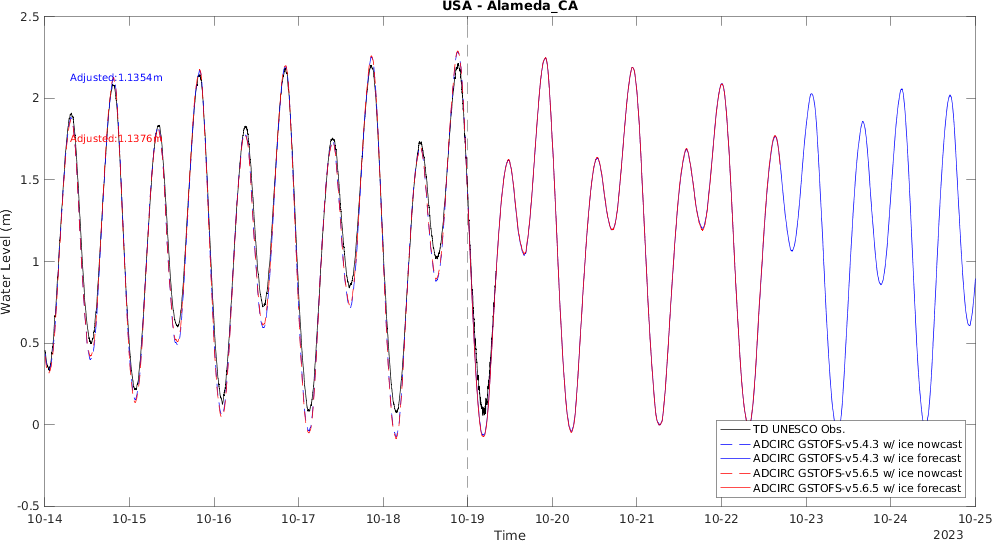 USA - Alameda_CA
2.5
2
1.5
1
0.5
0
-0.5
Water Level (m)
Adjusted:1.1354m
Adjusted:1.1376m
TD UNESCO Obs.
ADCIRC GSTOFS-v5.4.3 w/ ice nowcast
ADCIRC GSTOFS-v5.4.3 w/ ice forecast
ADCIRC GSTOFS-v5.6.5 w/ ice nowcast
ADCIRC GSTOFS-v5.6.5 w/ ice forecast
10-14 10-15 10-16 10-17 10-18 10-19 10-20 10-21 10-22 10-23 10-24 10-25
Time
2023